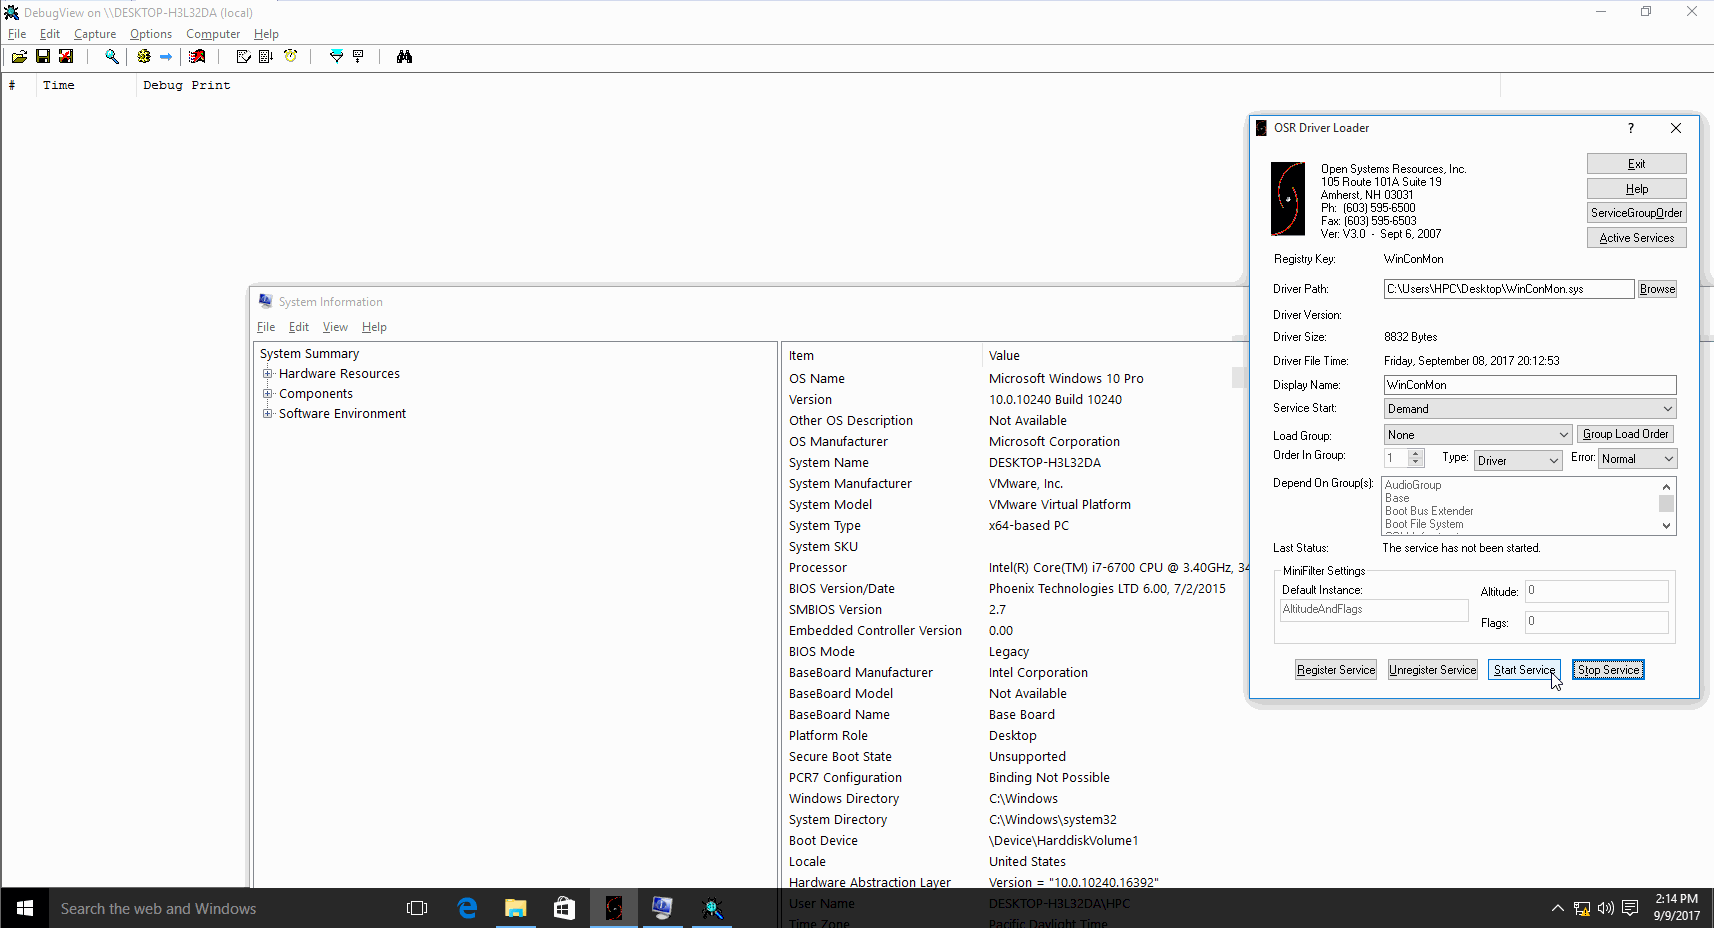 DebugView on \\DESKTOP-H3L32DA (local)
File Edit Capture Options Computer Help
# Time Debug Print
OSR Driver Loader
?
Open Systems Resources, Inc.
105 Route 101A Suite 19
Amherst, NH 03031
Ph: (603) 595-6500
Fax: (603) 595-6503
Ver: V3.0 - Sept 6, 2007
Exit
Help
ServiceGroupOrder
Active Services
Registry Key: WinConMon
Driver Path: C:\Users\HPC\Desktop\WinConMon.sys Browse
Driver Version:
Driver Size: 8832 Bytes
Driver File Time: Friday, September 08, 2017 20:12:53
Display Name: WinConMon
Service Start: Demand
Load Group: None Group Load Order
Order In Group: 1 Type: Driver Error: Normal
Depend On Group(s): AudioGroup
Base
Boot Bus Extender
Boot File System
Last Status: The service has not been started.
MiniFilter Settings
Default Instance:
AltitudeAndFlags
Altitude: 0
Flags: 0
Register Service Unregister Service Start Service Stop Service
System Information
File Edit View Help
System Summary
Hardware Resources
Components
Software Environment
Item Value
OS Name Microsoft Windows 10 Pro
Version 10.0.10240 Build 10240
Other OS Description Not Available
OS Manufacturer Microsoft Corporation
System Name DESKTOP-H3L32DA
System Manufacturer VMware, Inc.
System Model VMware Virtual Platform
System Type x64-based PC
System SKU
Processor Intel(R) Core(TM) i7-6700 CPU @ 3.40GHz, 34
BIOS Version/Date Phoenix Technologies LTD 6.00, 7/2/2015
SMBIOS Version 2.7
Embedded Controller Version 0.00
BIOS Mode Legacy
BaseBoard Manufacturer Intel Corporation
BaseBoard Model Not Available
BaseBoard Name Base Board
Platform Role Desktop
Secure Boot State Unsupported
PCR7 Configuration Binding Not Possible
Windows Directory C:\Windows
System Directory C:\Windows\system32
Boot Device \Device\HarddiskVolume1
Locale United States
Hardware Abstraction Layer Version = "10.0.10240.16392"
User Name DESKTOP-H3L32DA\HPC
Time Zone Pacific Daylight Time
Search the web and Windows
2:14 PM
9/9/2017